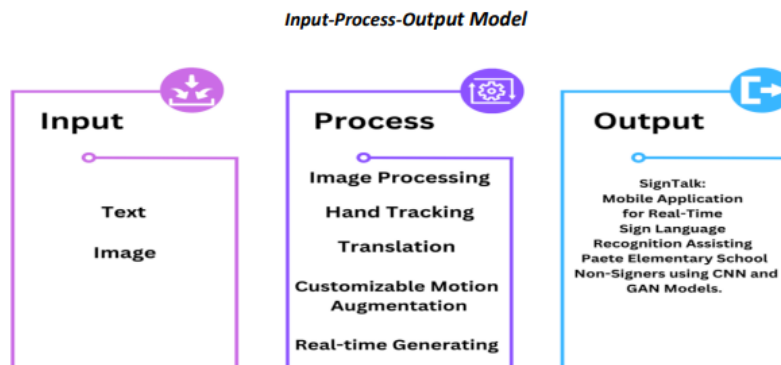 Input-Process-Output Model
Input
Text
Image
Process
Image Processing
Hand Tracking
Translation
Customizable Motion
Augmentation
Real-time Generating
Output
SignTalk:
Mobile Application
for Real-Time
Sign Language
Recognition Assisting
Paete Elementary School
Non-Signers using CNN and
GAN Models.